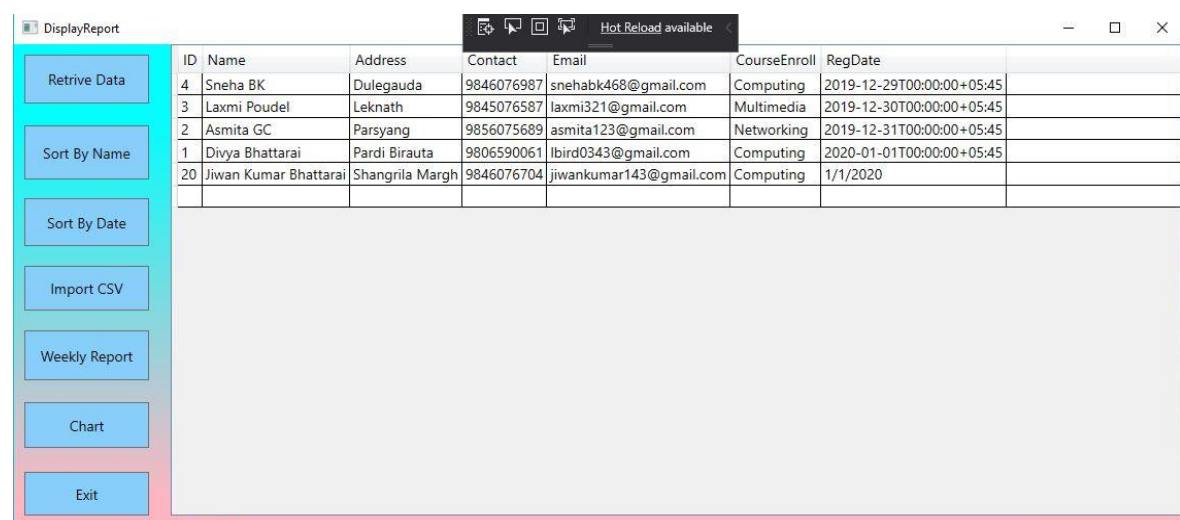 DisplayReport
Hot Reload available
Retrive Data
Sort By Name
Sort By Date
Import CSV
Weekly Report
Chart
Exit
ID Name Address Contact Email CourseEnroll RegDate
4 Sneha BK Dulegauda 9846076987 snehabk468@gmail.com Computing 2019-12-29T00:00:00+05:45
3 Laxmi Poudel Leknath 9845076587 laxmi321@gmail.com Multimedia 2019-12-30T00:00:00+05:45
2 Asmita GC Parsyang 9856075689 asmita123@gmail.com Networking 2019-12-31T00:00:00+05:45
1 Divya Bhattarai Pardi Birauta 9806590061 lbird0343@gmail.com Computing 2020-01-01T00:00:00+05:45
20 Jiwan Kumar Bhattarai Shangrila Margh 9846076704 jiwankumar143@gmail.com Computing 1/1/2020